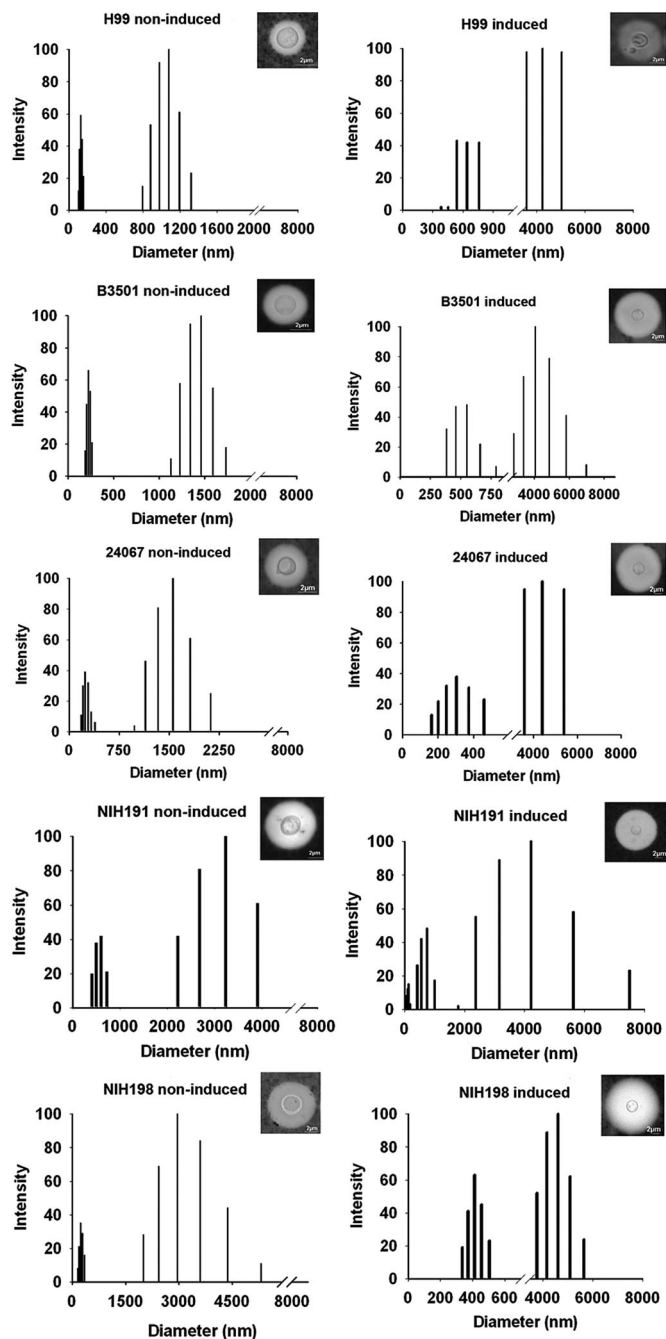 H99 non-induced
2μm
Intensity
100
80
60
40
20
0
0 400 800 1200 1600 2000 8000
Diameter (nm)
H99 induced
2μm
Intensity
100
80
60
40
20
0
0 300 600 900 4000 6000 8000
Diameter (nm)
B3501 non-induced
2μm
Intensity
100
80
60
40
20
0
0 500 1000 1500 2000 8000
Diameter (nm)
B3501 induced
2μm
Intensity
100
80
60
40
20
0
0 250 500 750 4000 6000 8000
Diameter (nm)
24067 non-induced
2μm
Intensity
100
80
60
40
20
0
0 750 1500 2250 8000
Diameter (nm)
24067 induced
2μm
Intensity
100
80
60
40
20
0
0 200 400 4000 6000 8000
Diameter (nm)
NIH191 non-induced
2μm
Intensity
100
80
60
40
20
0
0 1000 2000 3000 4000 8000
Diameter (nm)
NIH191 induced
2μm
Intensity
100
80
60
40
20
0
0 2000 4000 6000 8000
Diameter (nm)
NIH198 non-induced
2μm
Intensity
100
80
60
40
20
0
0 1500 3000 4500 8000
Diameter (nm)
NIH198 induced
2μm
Intensity
100
80
60
40
20
0
0 200 400 600 4000 6000 8000
Diameter (nm)